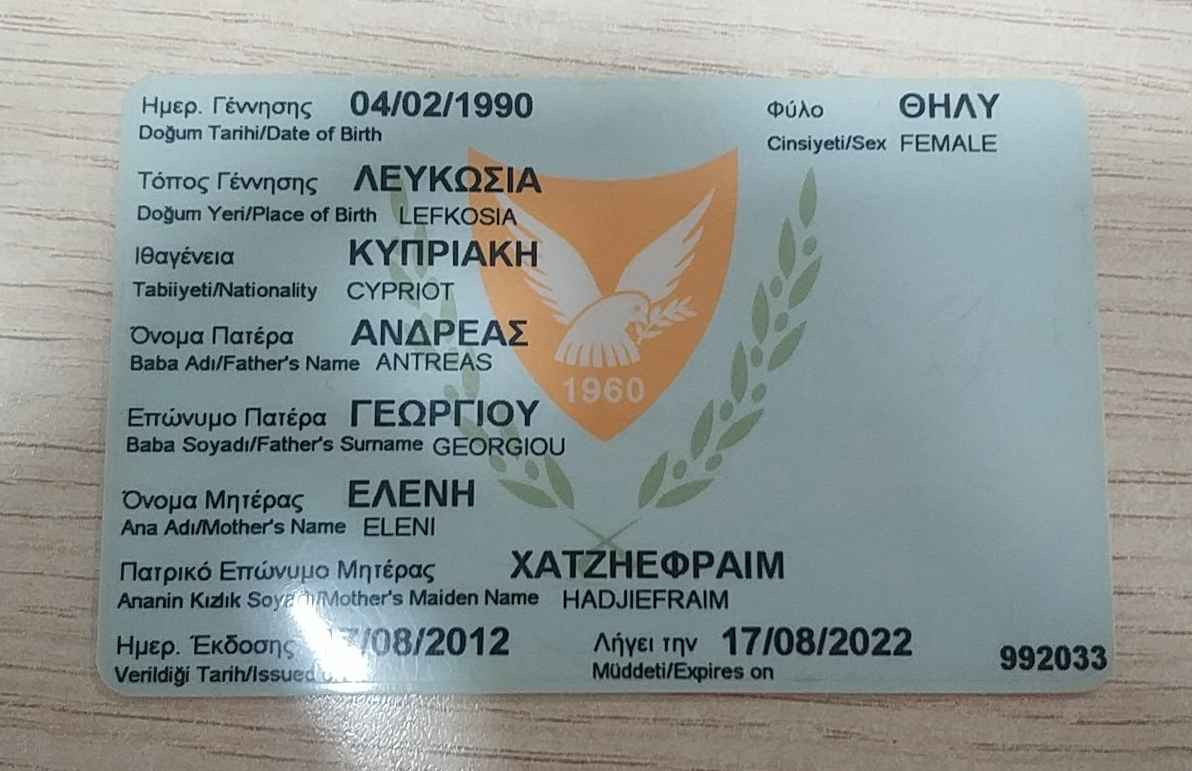 Ημερ. Γέννησης 04/02/1990 Φύλο ΘΗΛΥ
Doğum Tarihi/Date of Birth Cinsiyeti/Sex FEMALE
Τόπος Γέννησης ΛΕΥΚΩΣΙΑ
Doğum Yeri/Place of Birth LEFKOSIA
Ιθαγένεια ΚΥΠΡΙΑΚΗ
Tabiiyeti/Nationality CYPRIOT
Όνομα Πατέρα ΑΝΔΡΕΑΣ
Baba Adı/Father's Name ANTREAS
1960
Επώνυμο Πατέρα ΓΕΩΡΓΙΟΥ
Baba Soyadı/Father's Surname GEORGIOU
Όνομα Μητέρας ΕΛΕΝΗ
Ana Adı/Mother's Name ELENI
Πατρικό Επώνυμο Μητέρας ΧΑΤΖΗΕΦΡΑΙΜ
Ananin Kızlık Soyadı/Mother's Maiden Name HADJIEFRAIM
Ημερ. Έκδοσης /08/2012 Λήγει την 17/08/2022
Verildiği Tarih/Issued Müddeti/Expires on 992033